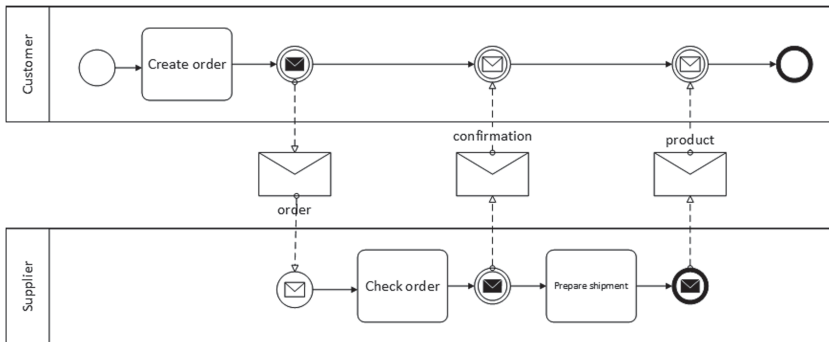 Customer
Create order
confirmation
product
order
Supplier
Check order
Prepare shipment